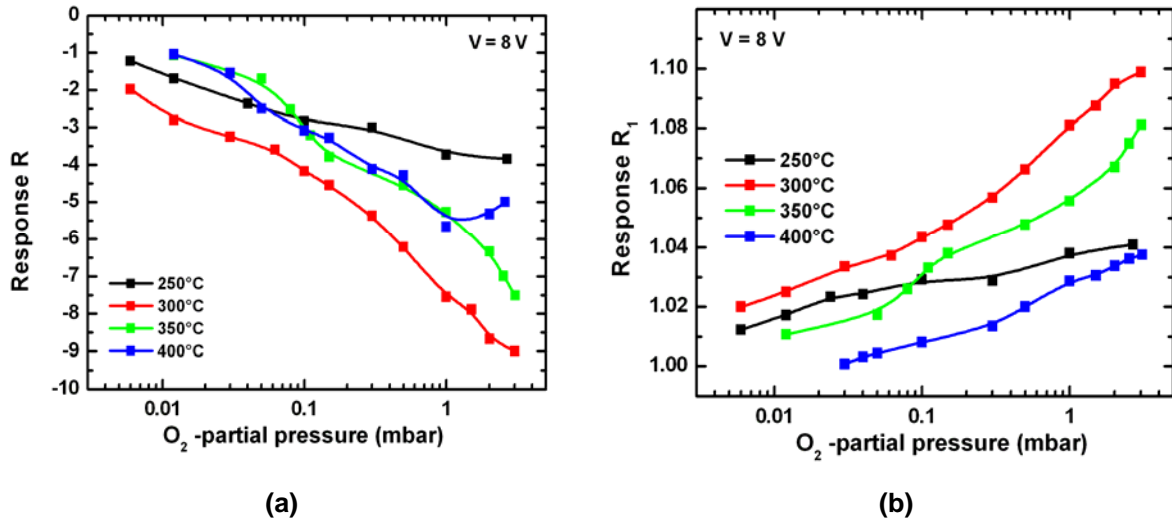 0
-1
-2
-3
-4
-5
-6
-7
-8
-9
-10
Response R
V = 8 V
250°C
300°C
350°C
400°C
0.01 0.1 1
O₂ -partial pressure (mbar)
(a)
1.10
1.08
1.06
1.04
1.02
1.00
Response R₁
V = 8 V
250°C
300°C
350°C
400°C
0.01 0.1 1
O₂ -partial pressure (mbar)
(b)